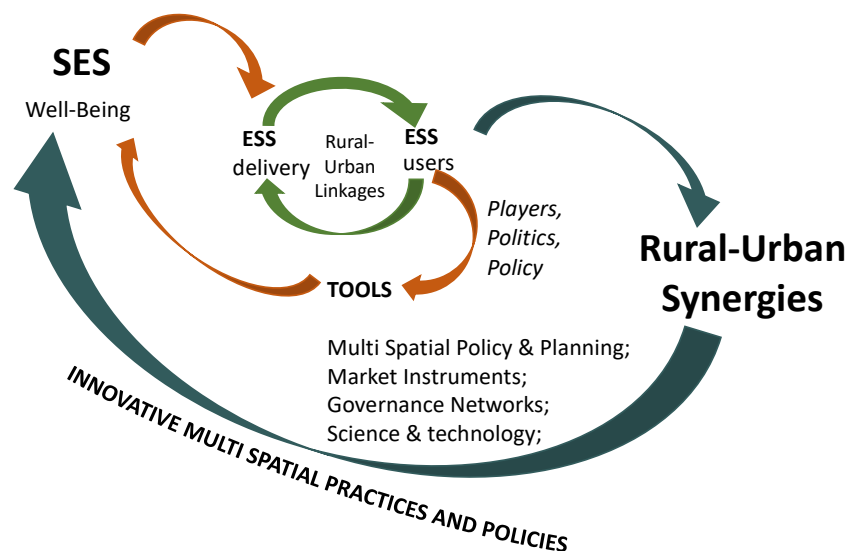 SES
Well-Being
ESS
delivery
Rural-
Urban
Linkages
ESS
users
Players,
Politics,
Policy
Rural-Urban
Synergies
TOOLS
Multi Spatial Policy & Planning;
Market Instruments;
Governance Networks;
Science & technology;
INNOVATIVE MULTI SPATIAL PRACTICES AND POLICIES